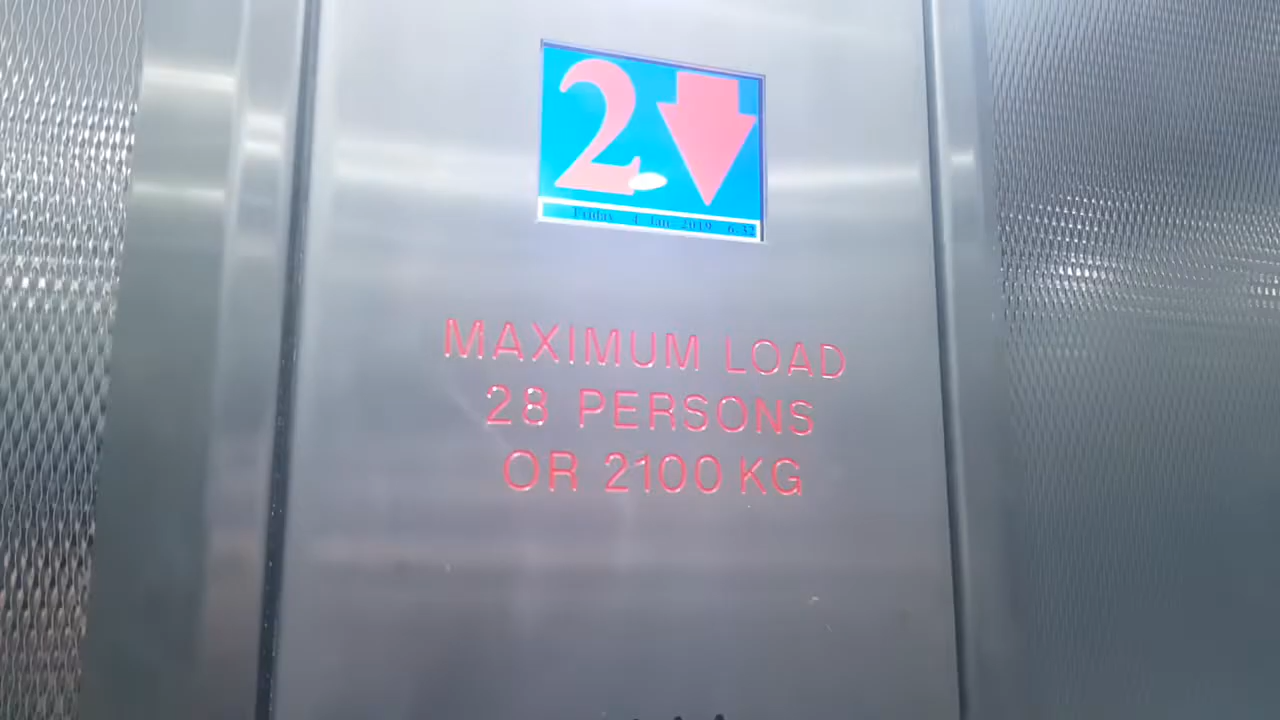 2
Friday 4 Jan 2019 6.32
MAXIMUM LOAD
28 PERSONS
OR 2100 KG